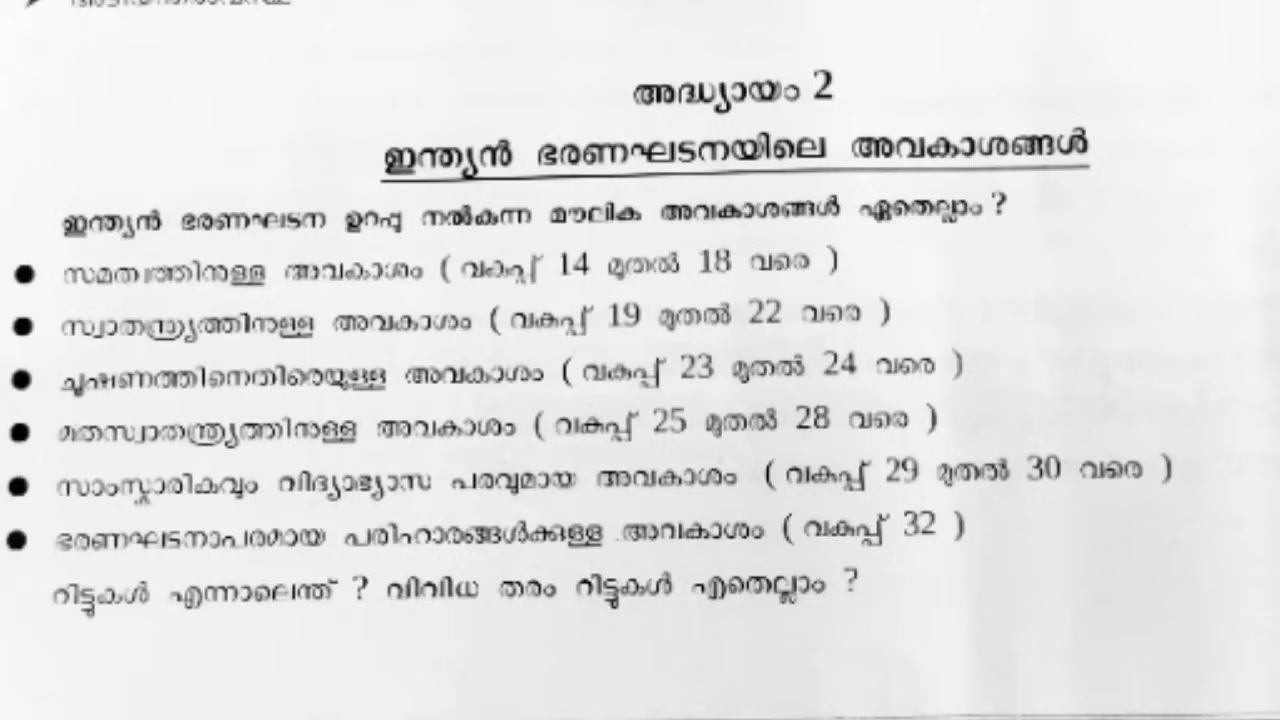 അദ്ധ്യായം 2
ഇന്ത്യൻ ഭരണഘടനയിലെ അവകാശങ്ങൾ
ഇന്ത്യൻ ഭരണഘടന ഉറപ്പു നൽകുന്ന മൗലിക അവകാശങ്ങൾ ഏതെല്ലാം ?
● സമത്വത്തിനുള്ള അവകാശം ( വകുപ്പ് 14 മുതൽ 18 വരെ )
● സ്വാതന്ത്ര്യത്തിനുള്ള അവകാശം ( വകുപ്പ് 19 മുതൽ 22 വരെ )
● ചൂഷണത്തിനെതിരെയുള്ള അവകാശം ( വകുപ്പ് 23 മുതൽ 24 വരെ )
● മതസ്വാതന്ത്ര്യത്തിനുള്ള അവകാശം ( വകുപ്പ് 25 മുതൽ 28 വരെ )
● സാംസ്കാരികവും വിദ്യാഭ്യാസ പരവുമായ അവകാശം ( വകുപ്പ് 29 മുതൽ 30 വരെ )
● ഭരണഘടനാപരമായ പരിഹാരങ്ങൾക്കുള്ള അവകാശം ( വകുപ്പ് 32 )
റിട്ടുകൾ എന്നാലെന്ത് ? വിവിധ തരം റിട്ടുകൾ എതെല്ലാം ?